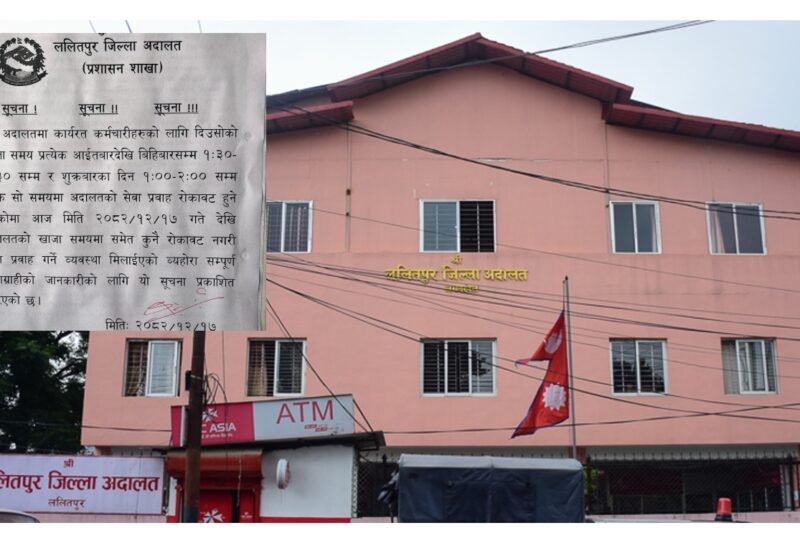 ललितपुर जिल्ला अदालत
(प्रशासन शाखा)
सूचना । सूचना ।। सूचना ।।।
अदालतमा कार्यरत कर्मचारीहरुको लागि दिउसोको
समय प्रत्येक आईतबारदेखि बिहिबारसम्म १:३०-
सम्म र शुक्रबारका दिन १:००-२:०० सम्म
सो समयमा अदालतको सेवा प्रवाह रोकावट हुने
आज मिति २०८२/१२/१७ गते देखि
खाजा समयमा समेत कुनै रोकावट नगरी
प्रवाह गर्ने व्यवस्था मिलाईएको व्यहोरा सम्पूर्ण
जानकारीको लागि यो सूचना प्रकाशित
छ।
मितिः २०८२/१२/१७
श्री
ललितपुर जिल्ला अदालत
ATM
ASIA
श्री
ललितपुर जिल्ला अदालत
ललितपुर